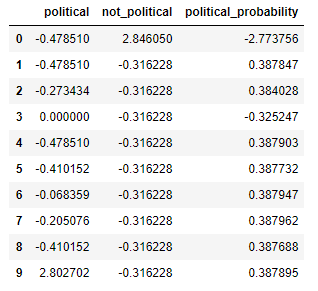 political not_political political_probability
0 -0.478510 2.846050 -2.773756
1 -0.478510 -0.316228 0.387847
2 -0.273434 -0.316228 0.384028
3 0.000000 -0.316228 -0.325247
4 -0.478510 -0.316228 0.387903
5 -0.410152 -0.316228 0.387732
6 -0.068359 -0.316228 0.387947
7 -0.205076 -0.316228 0.387962
8 -0.410152 -0.316228 0.387688
9 2.802702 -0.316228 0.387895